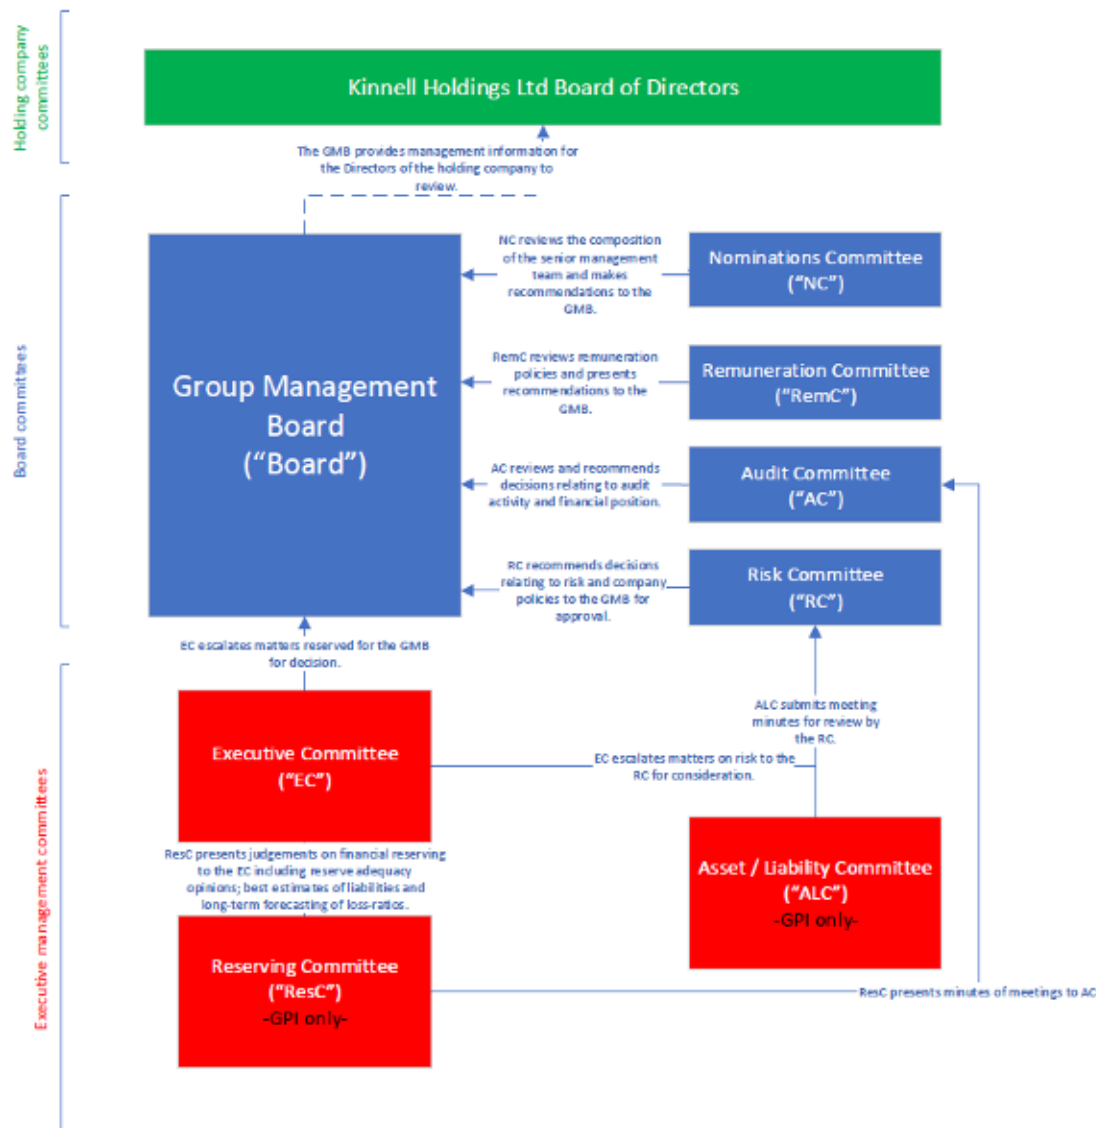 Holding company
committees
Kinnell Holdings Ltd Board of Directors
The GMB provides management information for
the Directors of the holding company to
review.
Board committees
Group Management
Board
(“Board”)
NC reviews the composition
of the senior management
team and makes
recommendations to the
GMB.
Nominations Committee
(“NC”)
RemC reviews remuneration
policies and presents
recommendations to the
GMB.
Remuneration Committee
(“RemC”)
AC reviews and recommends
decisions relating to audit
activity and financial position.
Audit Committee
(“AC”)
RC recommends decisions
relating to risk and company
policies to the GMB for
approval.
Risk Committee
(“RC”)
EC escalates matters reserved for the GMB
for decision.
Executive management committees
Executive Committee
(“EC”)
ALC submits meeting
minutes for review by
the RC.
EC escalates matters on risk to the
RC for consideration.
ResC presents judgements on financial reserving
to the EC including reserve adequacy
opinions; best estimates of liabilities and
long-term forecasting of loss-ratios.
Asset / Liability Committee
(“ALC”)
-GPI only-
Reserving Committee
(“ResC”)
-GPI only-
ResC presents minutes of meetings to AC